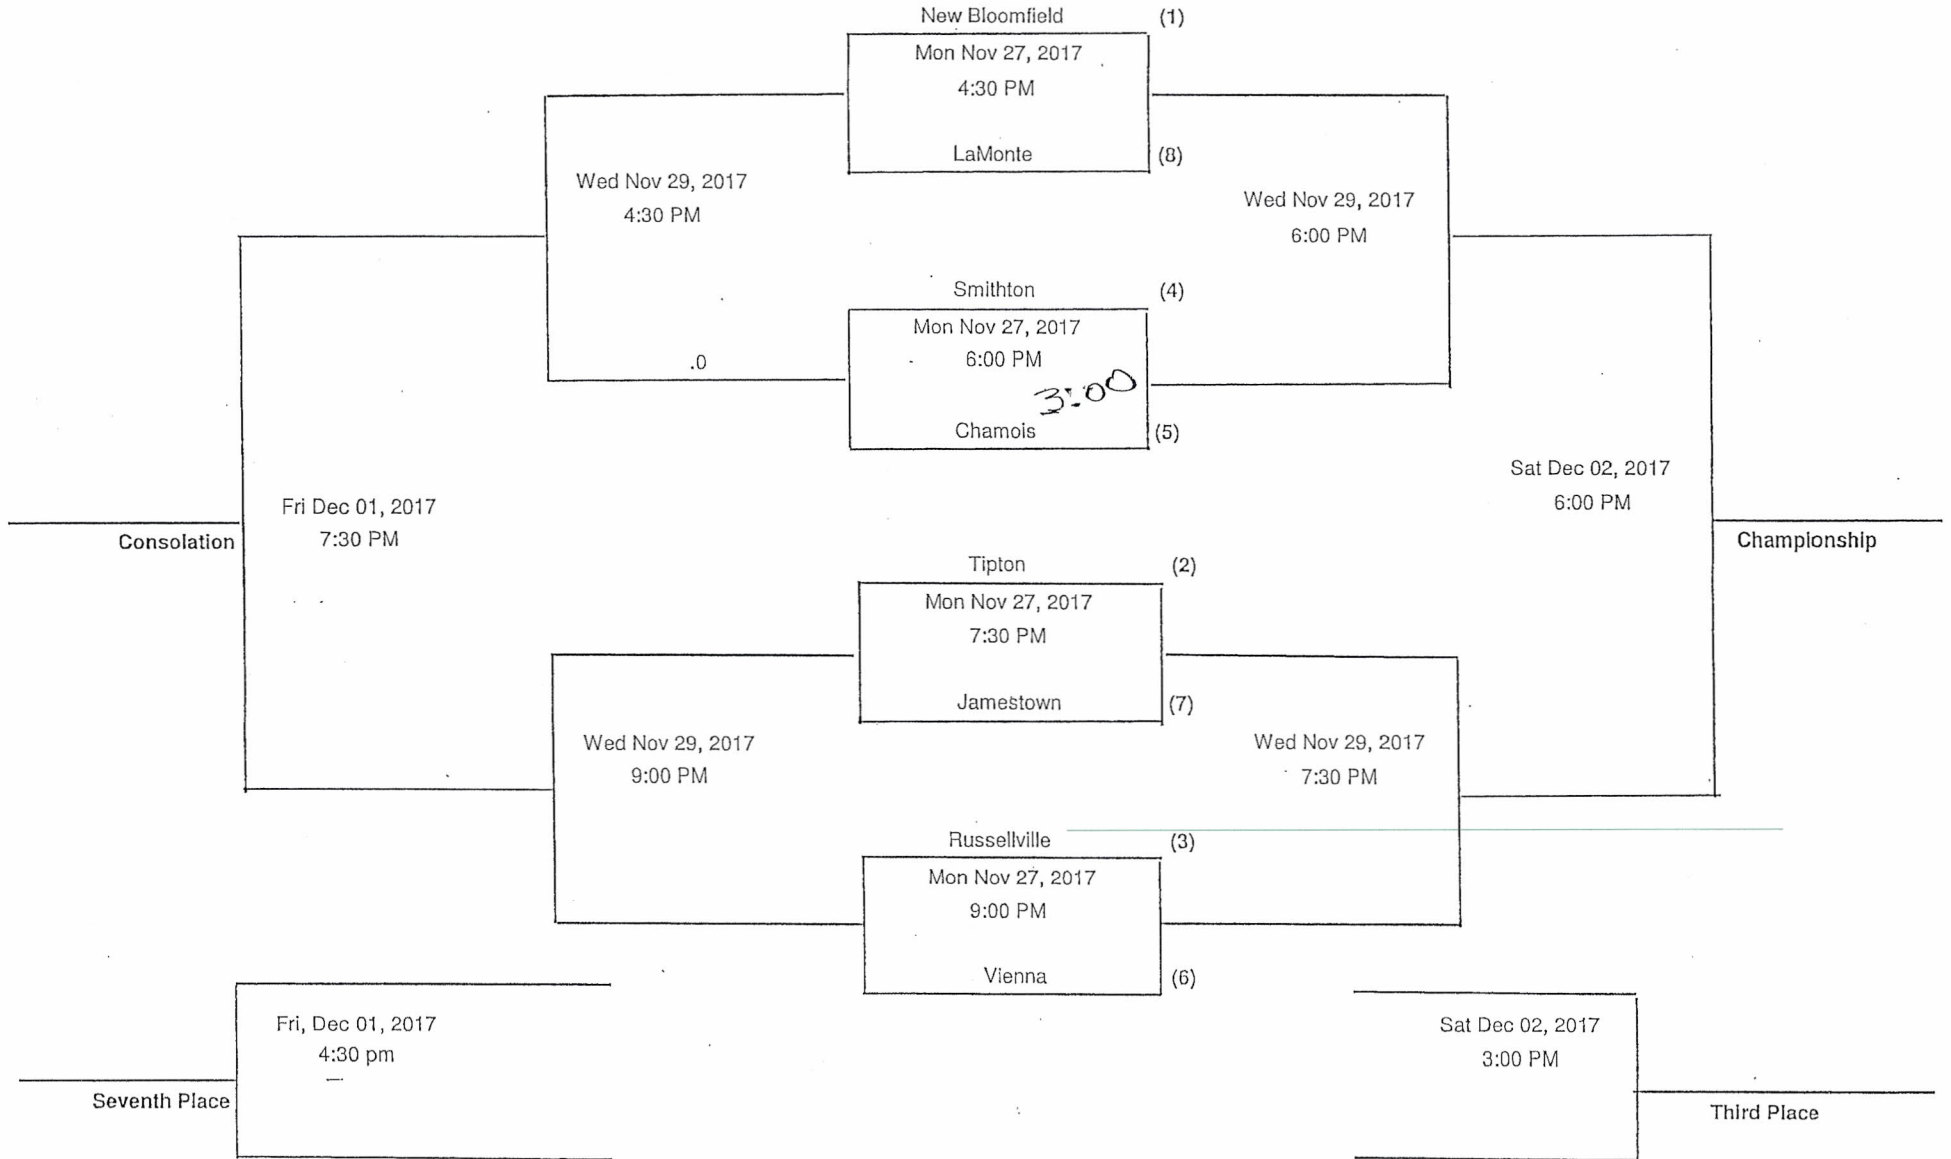 New Bloomfield (1)
Mon Nov 27, 2017
4:30 PM
LaMonte (8)
Wed Nov 29, 2017
4:30 PM
Wed Nov 29, 2017
6:00 PM
Smithton (4)
Mon Nov 27, 2017
6:00 PM
3:00
Chamois (5)
.0
Fri Dec 01, 2017
7:30 PM
Consolation
Sat Dec 02, 2017
6:00 PM
Championship
Tipton (2)
Mon Nov 27, 2017
7:30 PM
Jamestown (7)
Wed Nov 29, 2017
9:00 PM
Wed Nov 29, 2017
7:30 PM
Russellville (3)
Mon Nov 27, 2017
9:00 PM
Vienna (6)
Fri, Dec 01, 2017
4:30 pm
Seventh Place
Sat Dec 02, 2017
3:00 PM
Third Place